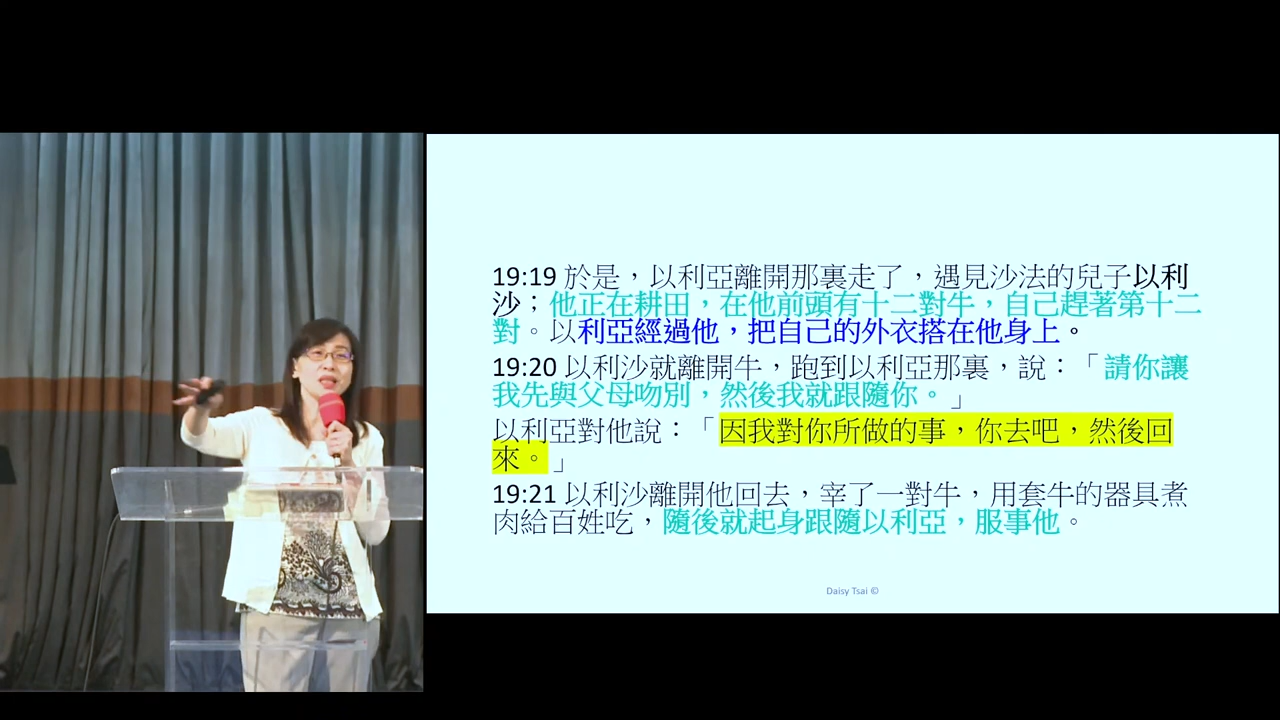 19:19 於是，以利亞離開那裏走了，遇見沙法的兒子以利
沙；他正在耕田，在他前頭有十二對牛，自己趕著第十二
對。以利亞經過他，把自己的外衣搭在他身上。
19:20 以利沙就離開牛，跑到以利亞那裏，說：「請你讓
我先與父母吻別，然後我就跟隨你。」
以利亞對他說：「因我對你所做的事，你去吧，然後回
來。」
19:21 以利沙離開他回去，宰了一對牛，用套牛的器具煮
肉給百姓吃，隨後就起身跟隨以利亞，服事他。
Daisy Tsai ©